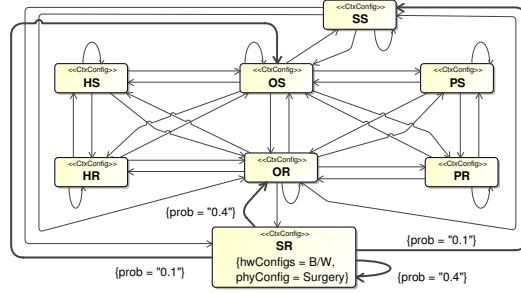 <<CtxConfig>>
SS
<<CtxConfig>>
HS
<<CtxConfig>>
OS
<<CtxConfig>>
PS
<<CtxConfig>>
HR
<<CtxConfig>>
OR
<<CtxConfig>>
PR
{prob = "0.4"}
{prob = "0.1"}
<<CtxConfig>>
SR
{hwConfigs = B/W,
phyConfig = Surgery}
{prob = "0.1"}
{prob = "0.4"}